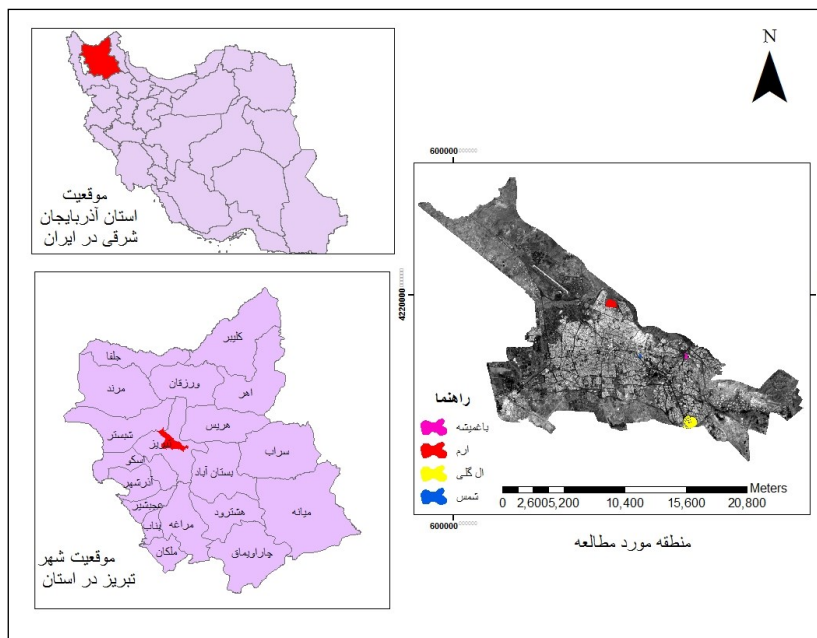 موقعیت
استان آذربایجان
شرقی در ایران
N
600000
4220000
راهنما
باغمیشه
ارم
ال گلی
شمس
Meters
0 2,6005,200 10,400 15,600 20,800
600000
منطقه مورد مطالعه
کلیبر
جلفا
ورزقان
اهر
مرند
هریس
شبستر
تبریز
سراب
اسکو
بستان آباد
آذرشهر
عجبشیر
هشترود
میانه
مراغه
بناب
ملکان
چاراویماق
موقعیت شهر
تبریز در استان